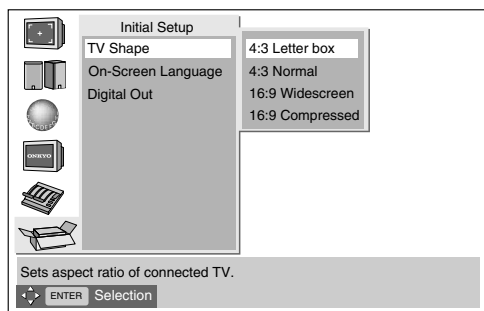 Initial Setup
TV Shape
On-Screen Language
Digital Out
4:3 Letter box
4:3 Normal
16:9 Widescreen
16:9 Compressed
ONKYO
Sets aspect ratio of connected TV.
ENTER Selection